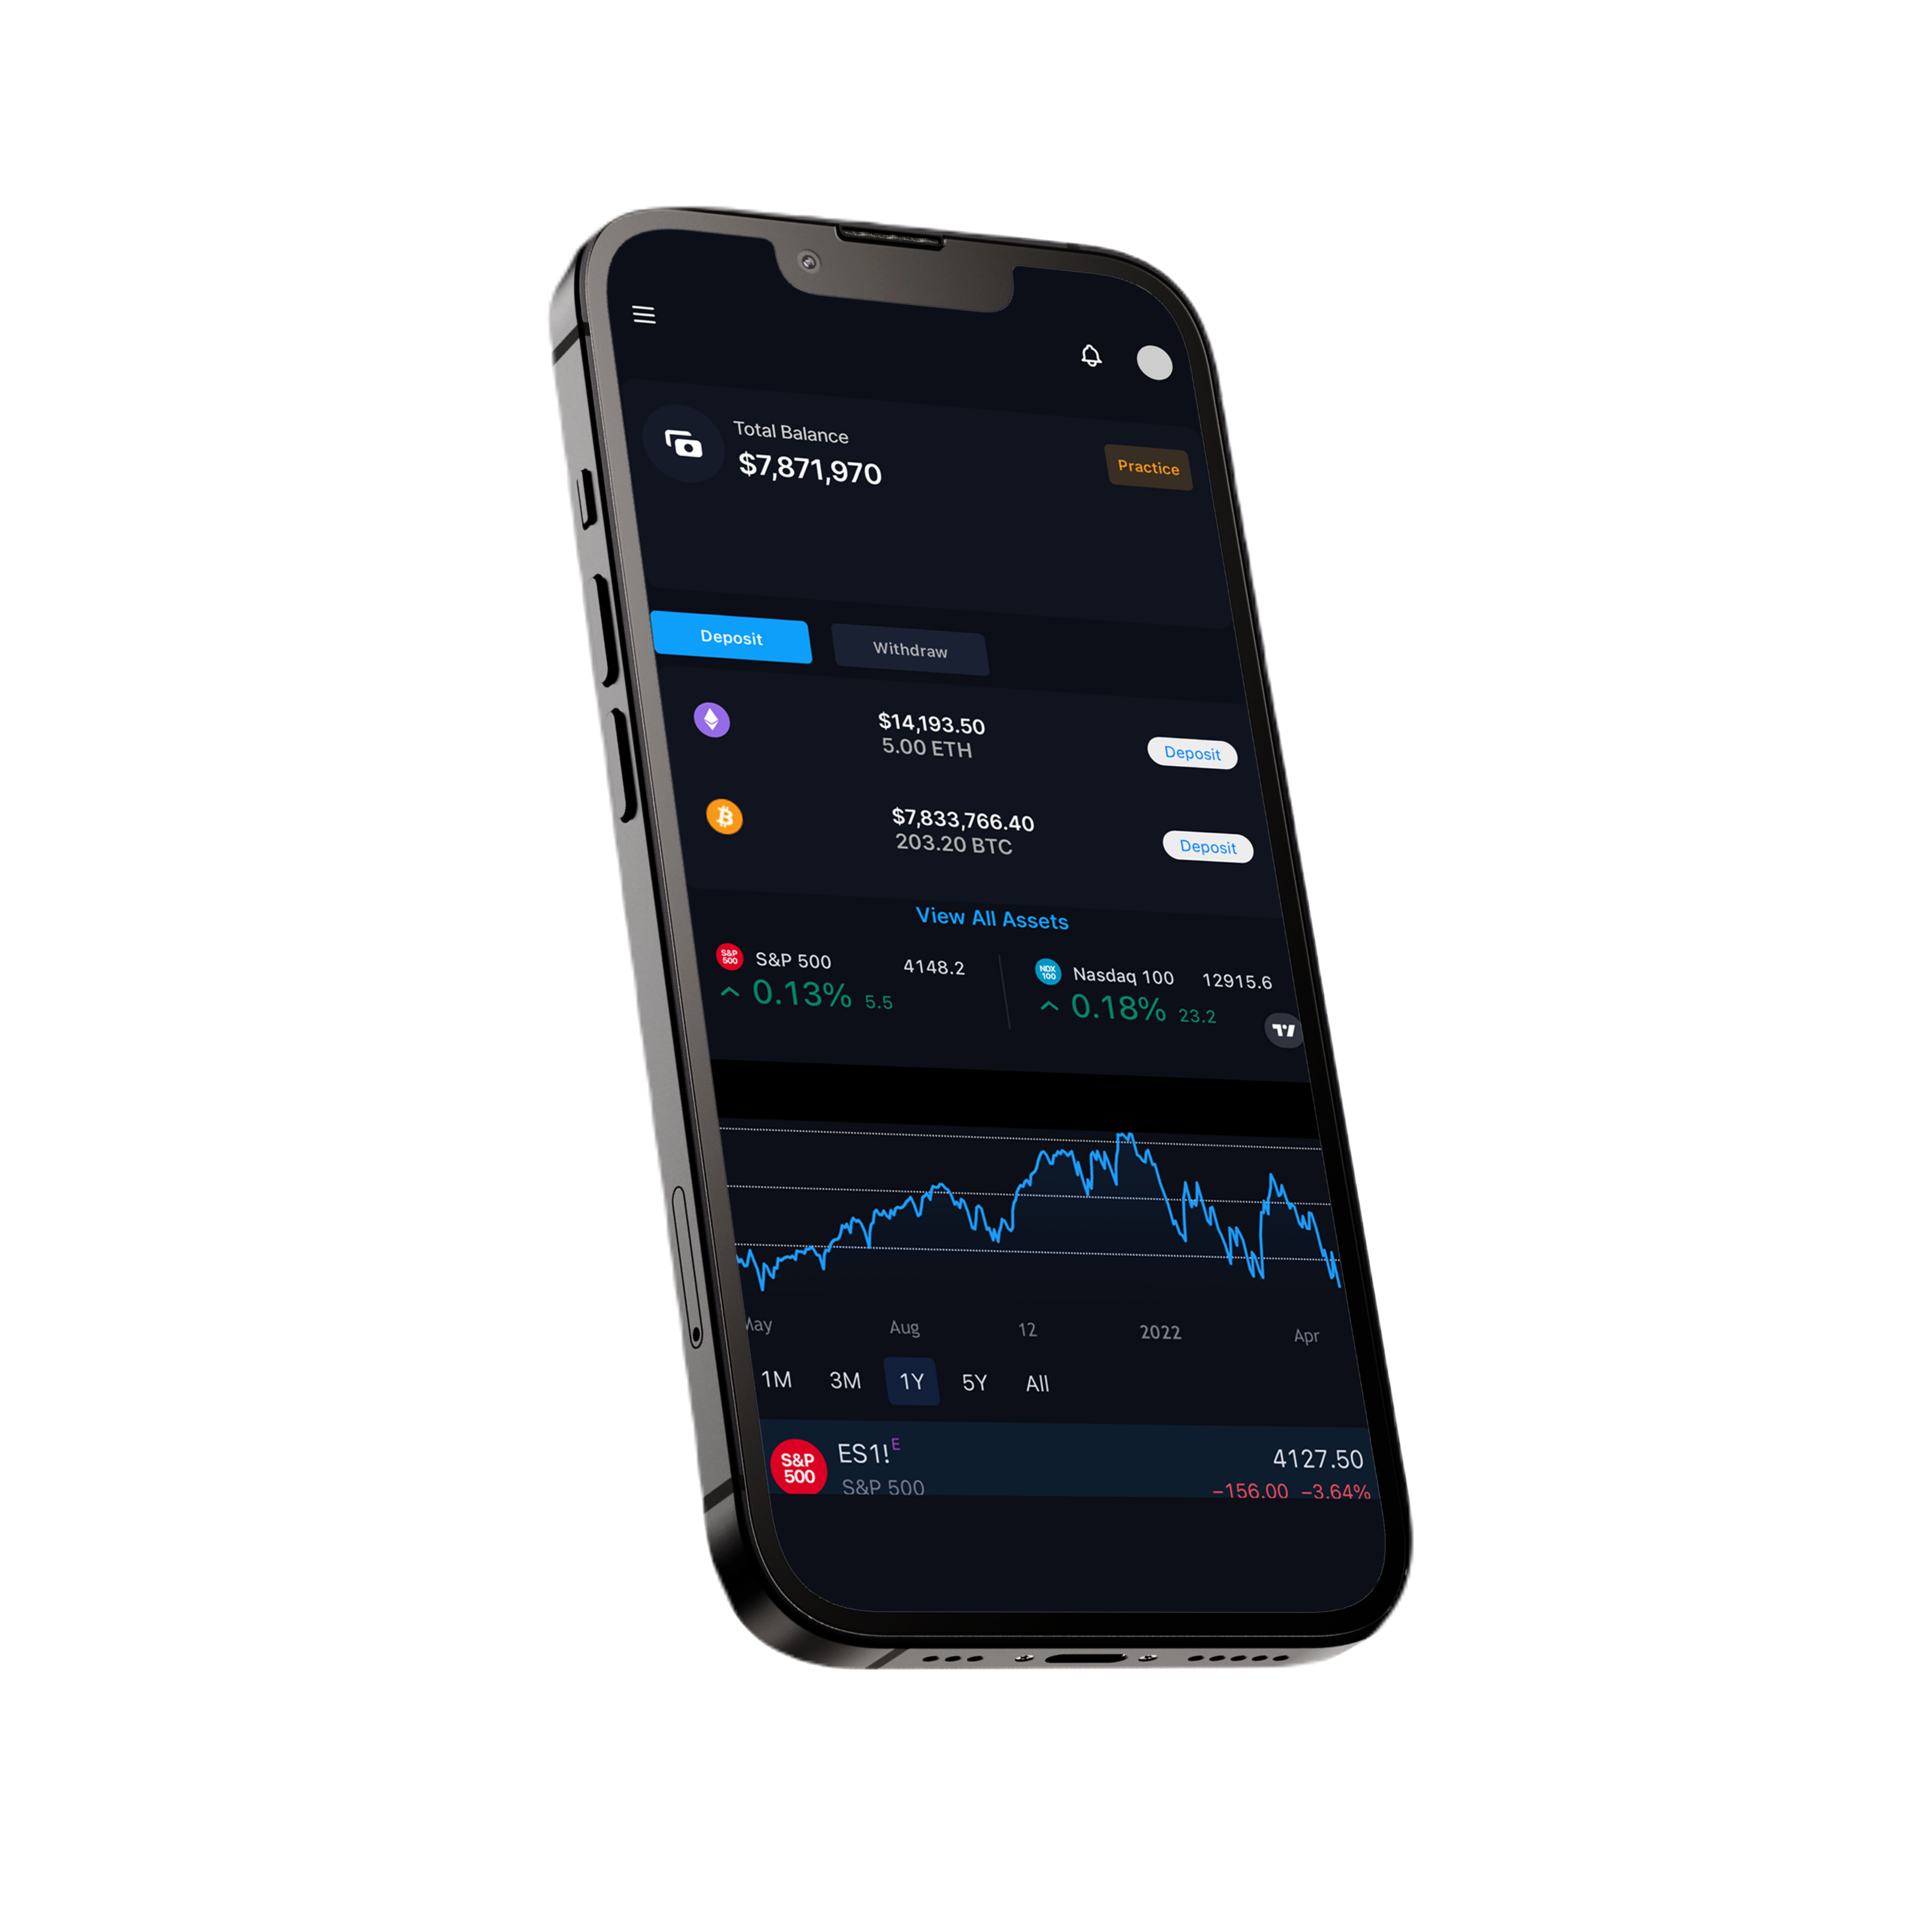 Total Balance
$7,871,970
Practice
Deposit
Withdraw
$14,193.50
5.00 ETH
Deposit
$7,833,766.40
203.20 BTC
Deposit
View All Assets
S&P 500
S&P 500
4148.2
0.13% 5.5
NDX 100
Nasdaq 100
12915.6
0.18% 23.2
May Aug 12 2022 Apr
1M 3M 1Y 5Y All
S&P 500
ES1! E
4127.50
S&P 500
−156.00 −3.64%